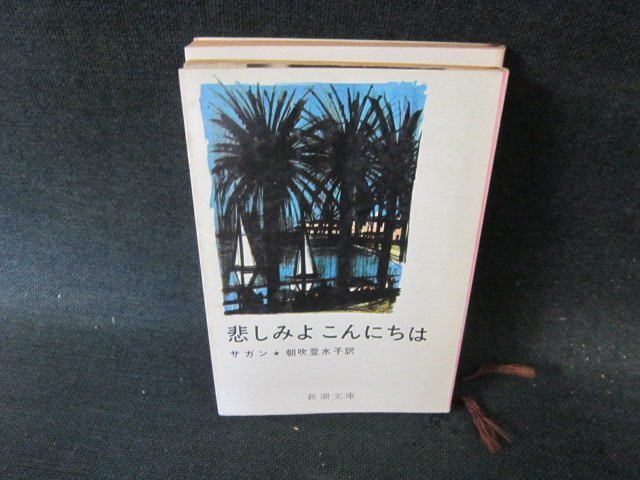 悲しみよ こんにちは
サガン★朝吹登水子訳
新潮文庫